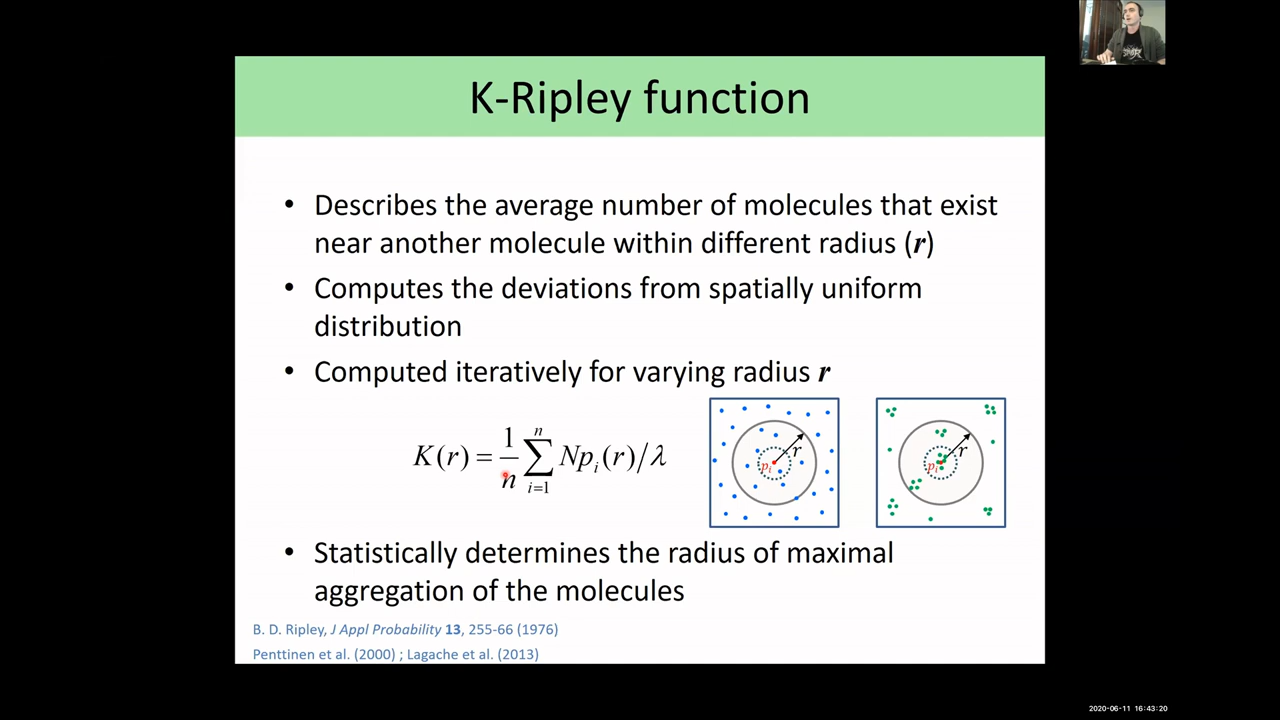 K-Ripley function
• Describes the average number of molecules that exist
near another molecule within different radius (r)
• Computes the deviations from spatially uniform
distribution
• Computed iteratively for varying radius r
K(r) = 1/n ∑_{i=1}^{n} Np_i(r)/λ
r
p_i
r
p_i
• Statistically determines the radius of maximal
aggregation of the molecules
B. D. Ripley, J Appl Probability 13, 255-66 (1976)
Penttinen et al. (2000) ; Lagache et al. (2013)
2020-06-11 16:43:20